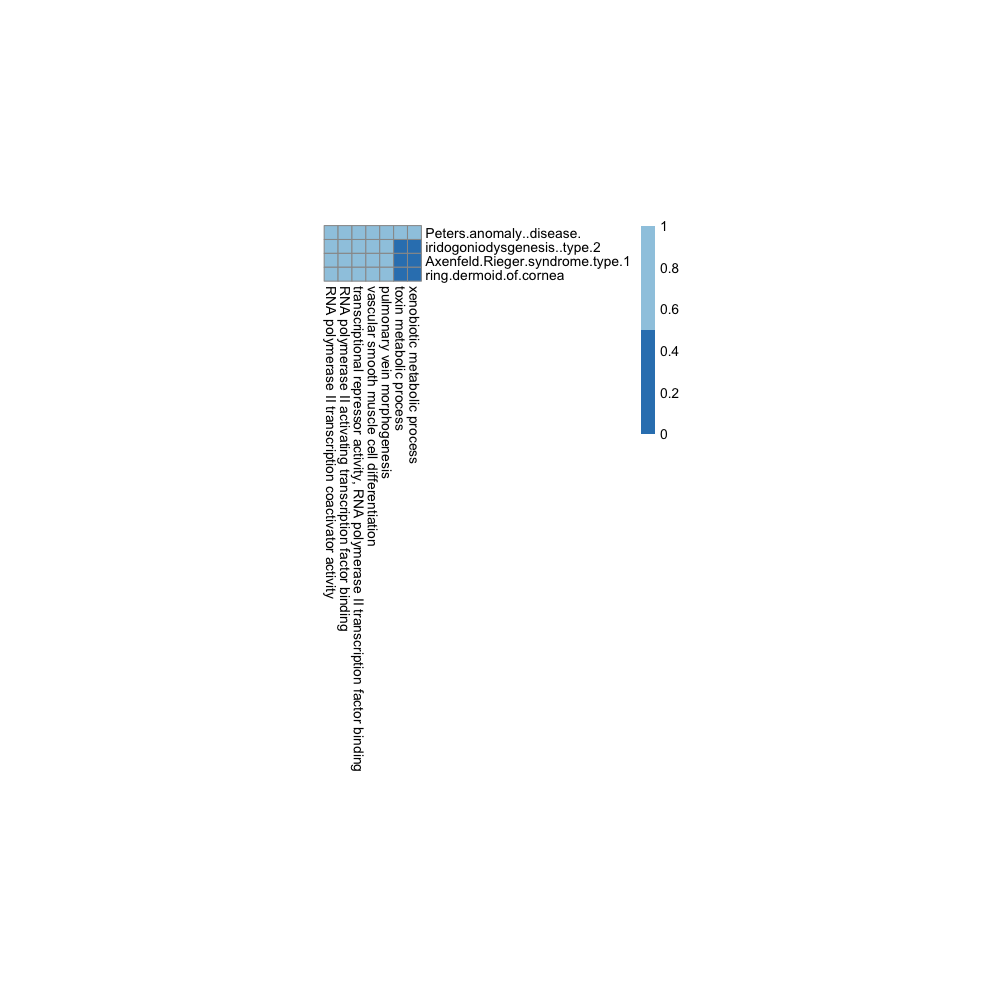 Peters.anomaly..disease.
iridogoniodysgenesis..type.2
Axenfeld.Rieger.syndrome.type.1
ring.dermoid.of.cornea
RNA polymerase II transcription coactivator activity
RNA polymerase II activating transcription factor binding
transcriptional repressor activity, RNA polymerase II transcription factor binding
vascular smooth muscle cell differentiation
pulmonary vein morphogenesis
toxin metabolic process
xenobiotic metabolic process
1
0.8
0.6
0.4
0.2
0